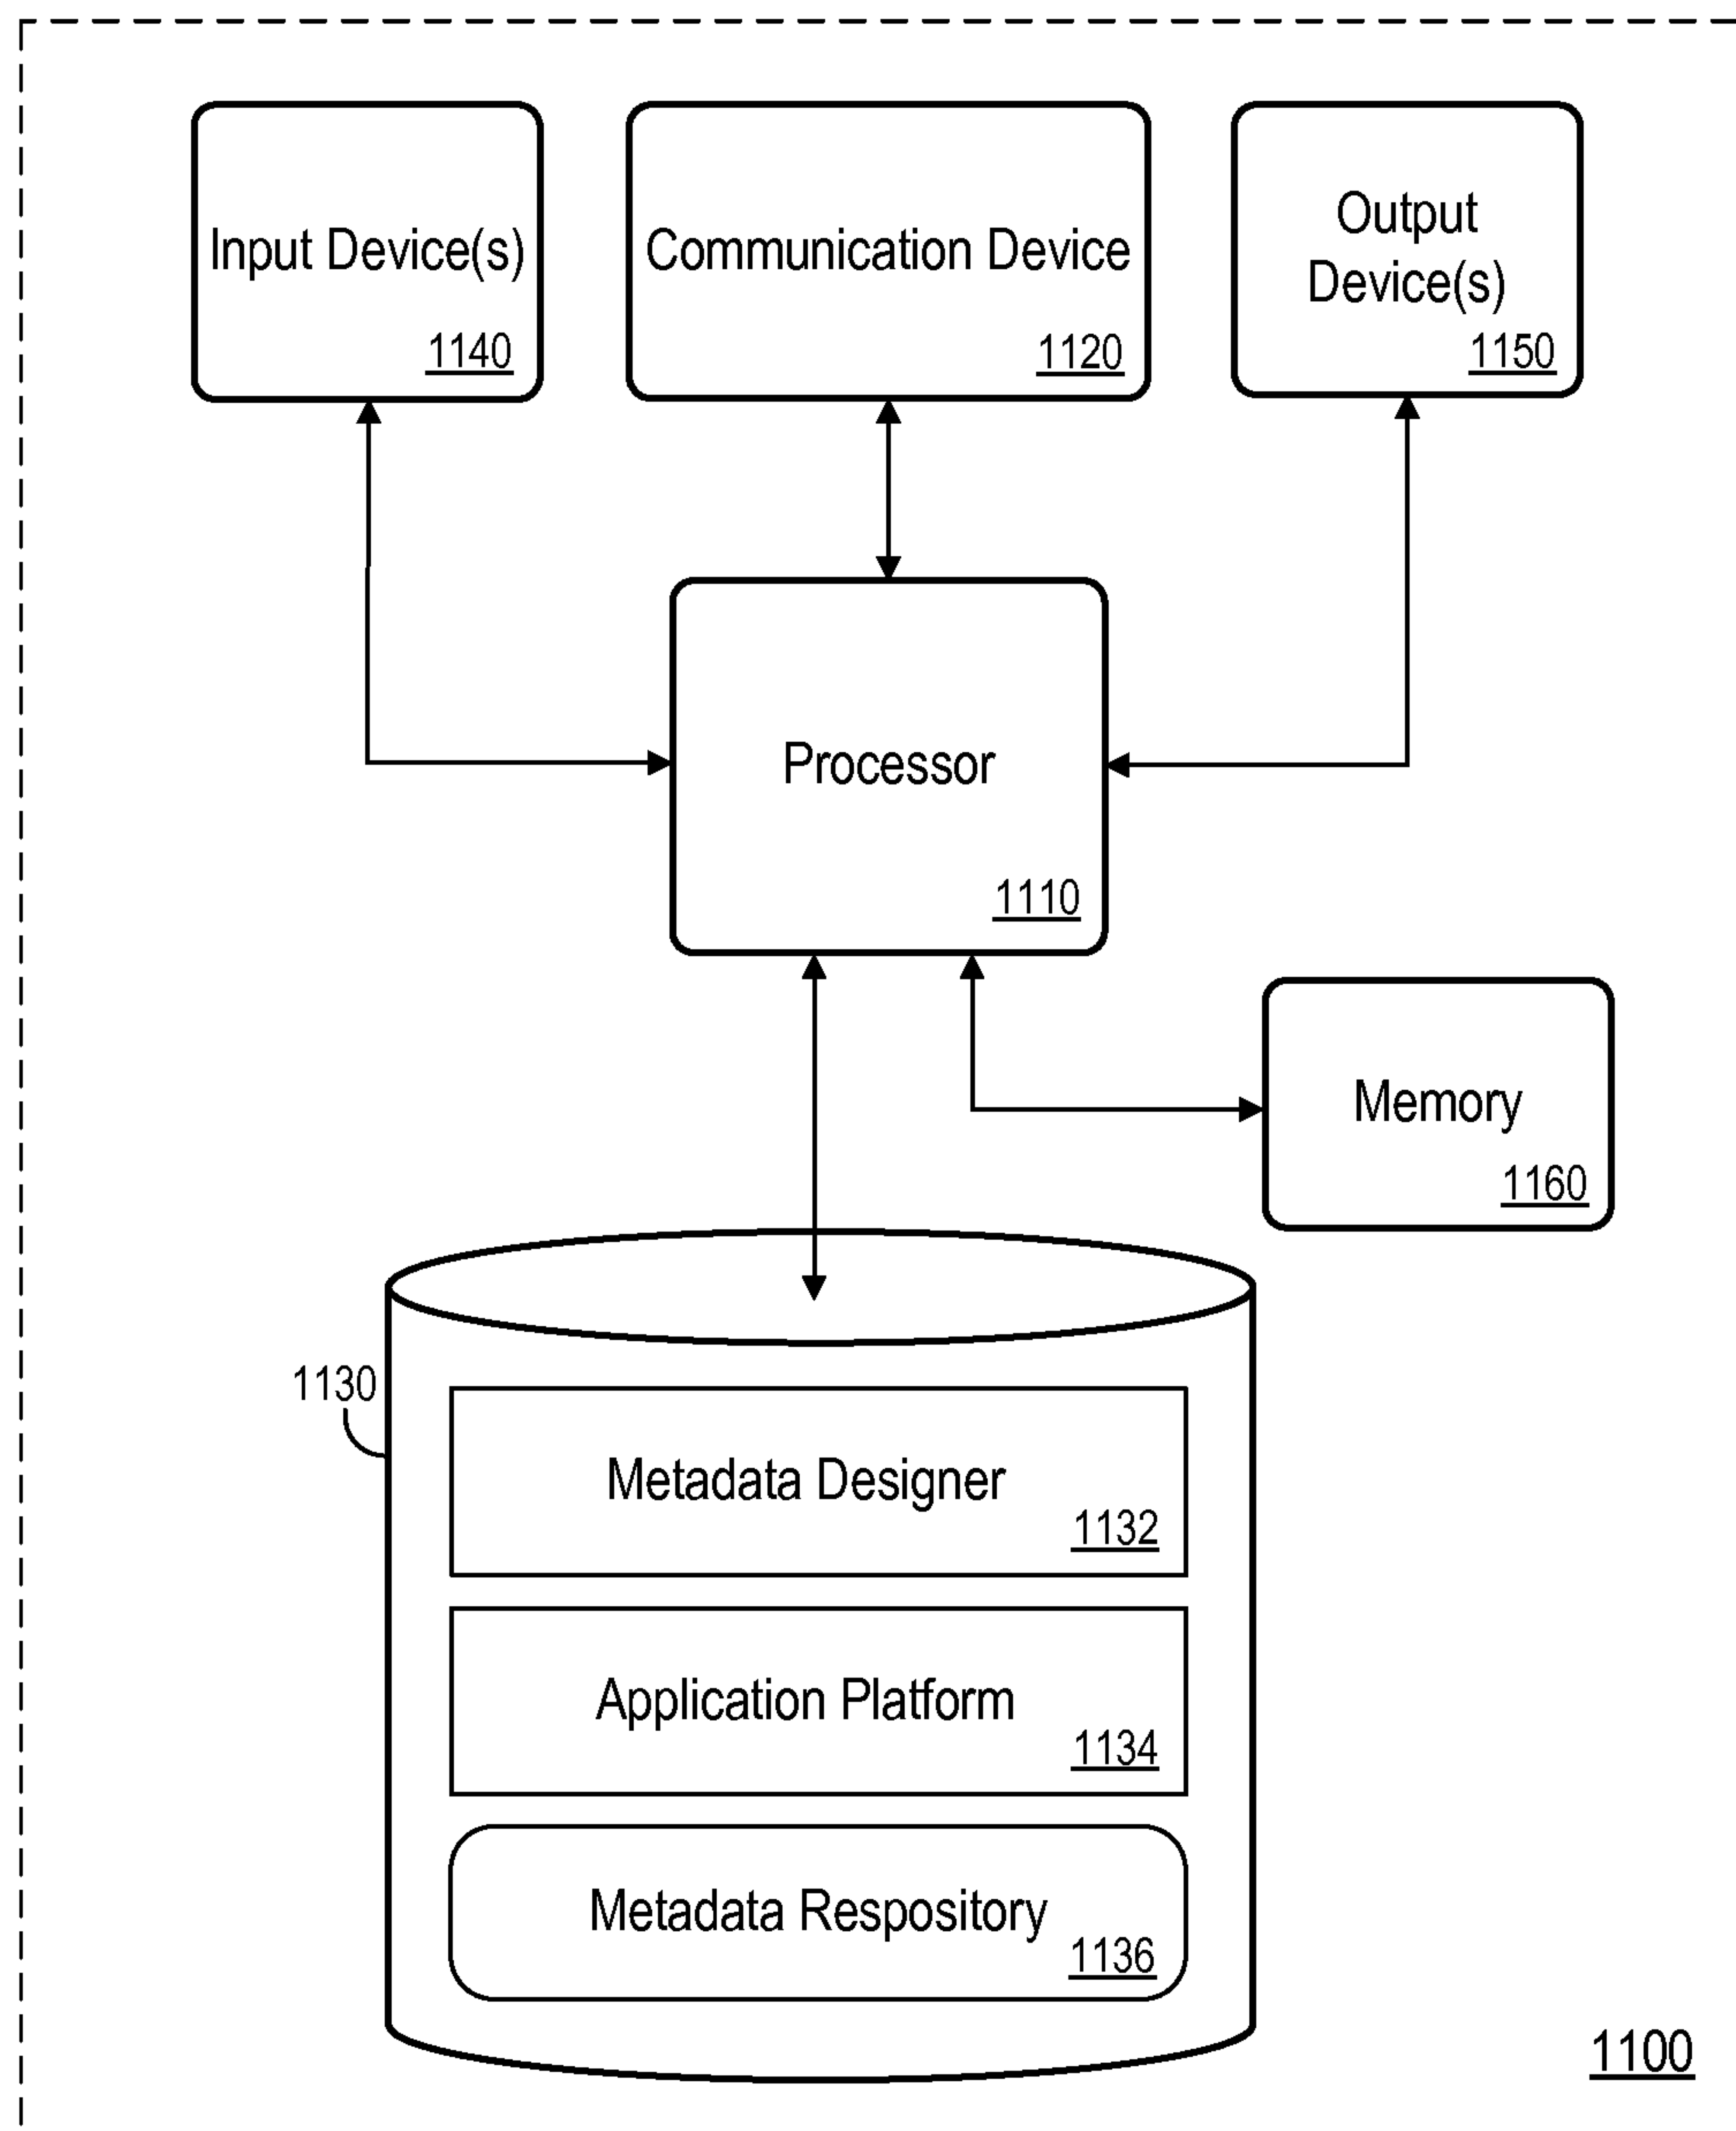 Input Device(s)
1140
Communication Device
1120
Output
Device(s)
1150
Processor
1110
Memory
1160
1130
Metadata Designer
1132
Application Platform
1134
Metadata Respository
1136
1100